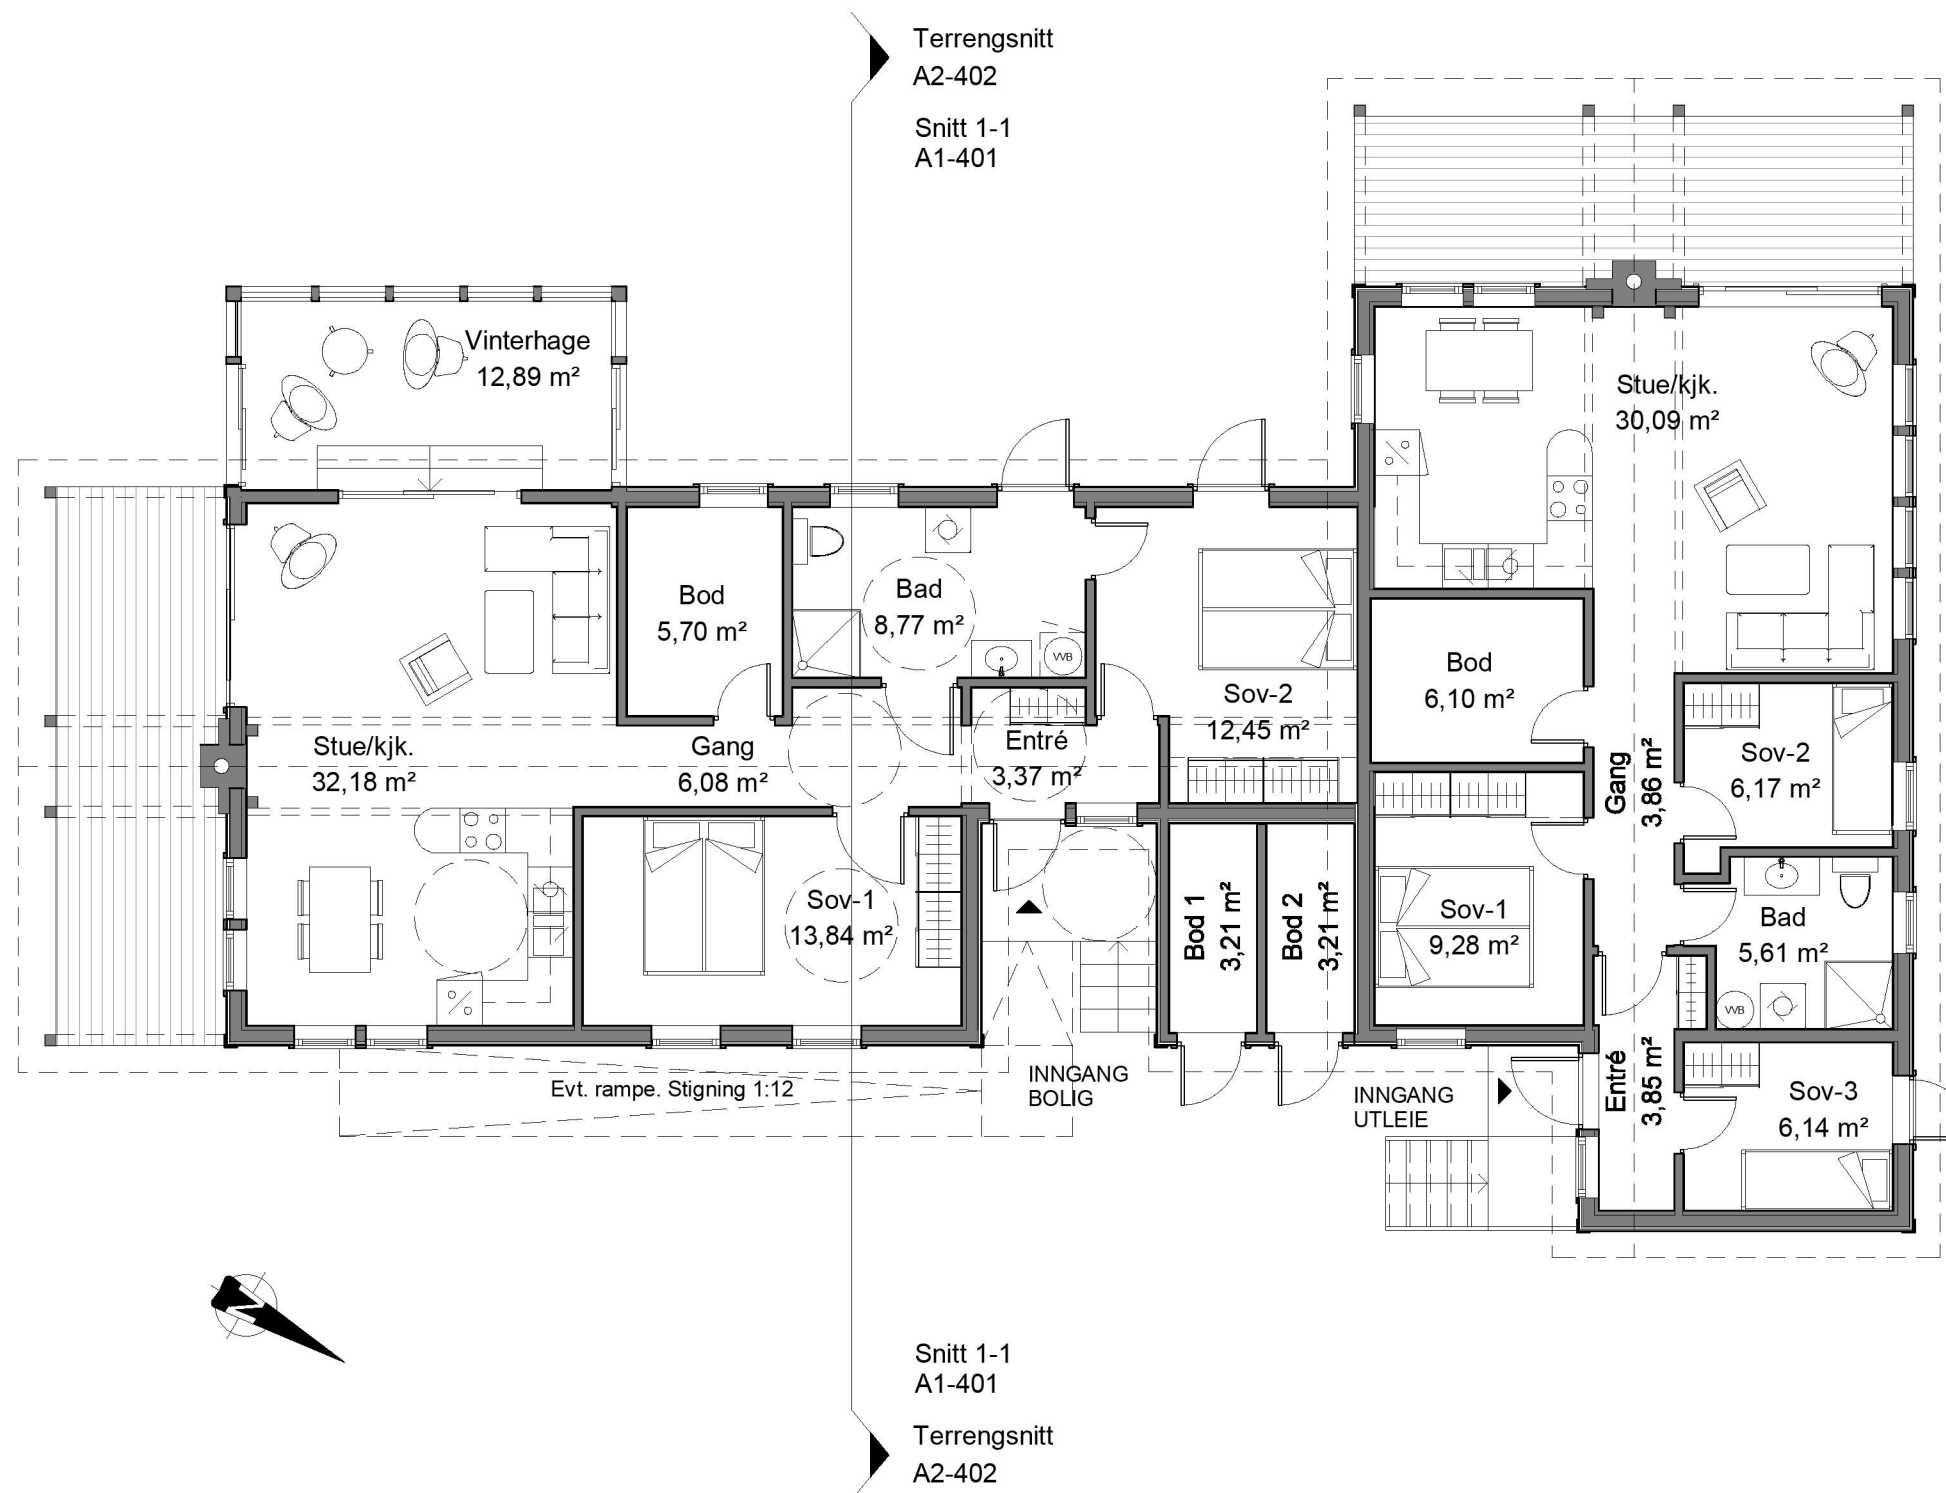 Terrengsnitt
A2-402
Snitt 1-1
A1-401
Vinterhage
12,89 m²
Stue/kjk.
30,09 m²
Bod
5,70 m²
Bad
8,77 m²
VVB
Sov-2
12,45 m²
Bod
6,10 m²
Stue/kjk.
32,18 m²
Gang
6,08 m²
Entré
3,37 m²
Gang
3,86 m²
Sov-2
6,17 m²
Sov-1
13,84 m²
Bod 1
3,21 m²
Bod 2
3,21 m²
Sov-1
9,28 m²
Bad
5,61 m²
VVB
Evt. rampe. Stigning 1:12
INNGANG
BOLIG
INNGANG
UTLEIE
Entré
3,85 m²
Sov-3
6,14 m²
N
Snitt 1-1
A1-401
Terrengsnitt
A2-402